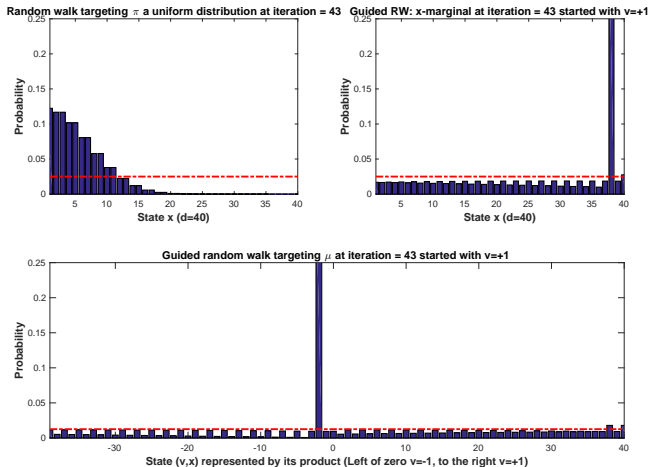 Random walk targeting π a uniform distribution at iteration = 43
Guided RW: x-marginal at iteration = 43 started with v=+1
0.25
0.2
0.15
0.1
0.05
0
Probability
5 10 15 20 25 30 35 40
State x (d=40)
0.25
0.2
0.15
0.1
0.05
0
Probability
5 10 15 20 25 30 35 40
State x (d=40)
Guided random walk targeting μ at iteration = 43 started with v=+1
0.25
0.2
0.15
0.1
0.05
0
Probability
-30 -20 -10 0 10 20 30 40
State (v,x) represented by its product (Left of zero v=-1, to the right v=+1)